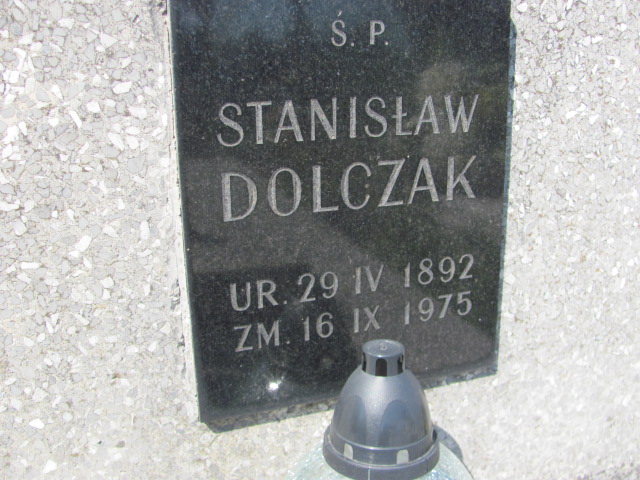 Ś. P.
STANISŁAW
DOLCZAK
UR. 29 IV 1892
ZM. 16 IX 1975